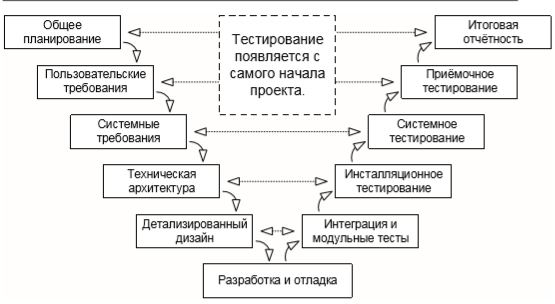 Общее
планирование
Тестирование
появляется с
самого начала
проекта.
Итоговая
отчётность
Пользовательские
требования
Приёмочное
тестирование
Системные
требования
Системное
тестирование
Техническая
архитектура
Инсталляционное
тестирование
Детализированный
дизайн
Интеграция и
модульные тесты
Разработка и отладка